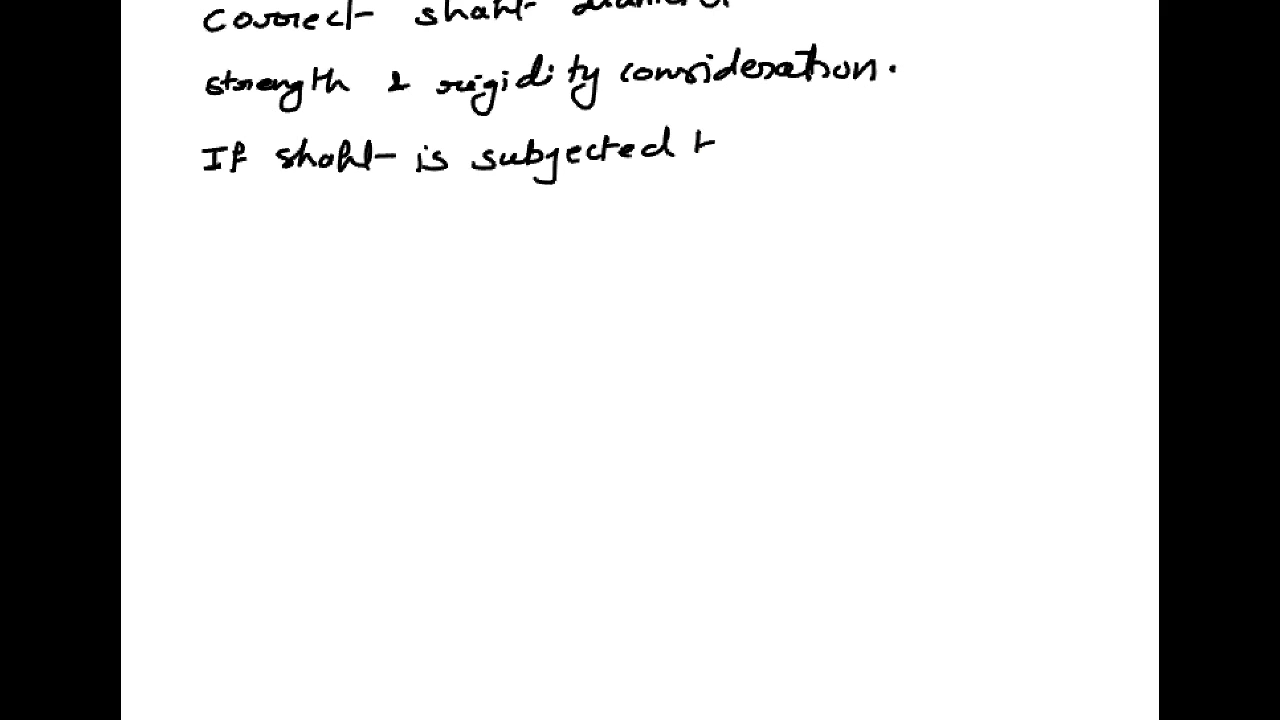 correct shaft
strength & rigidity consideration.
If shaft is subjected t